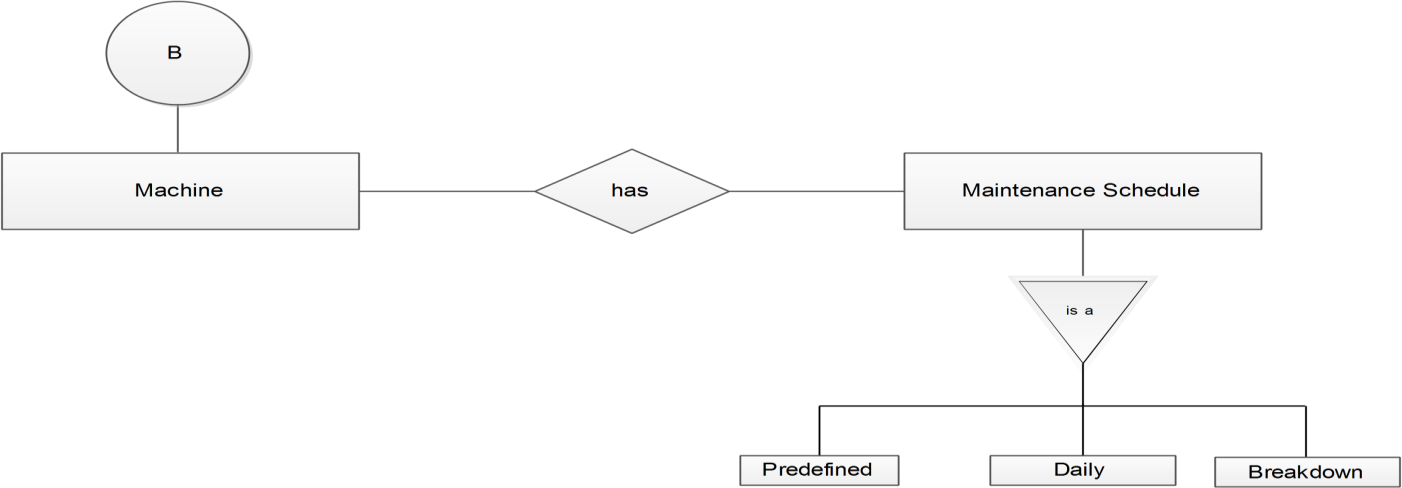 B
Machine
has
Maintenance Schedule
is a
Predefined
Daily
Breakdown